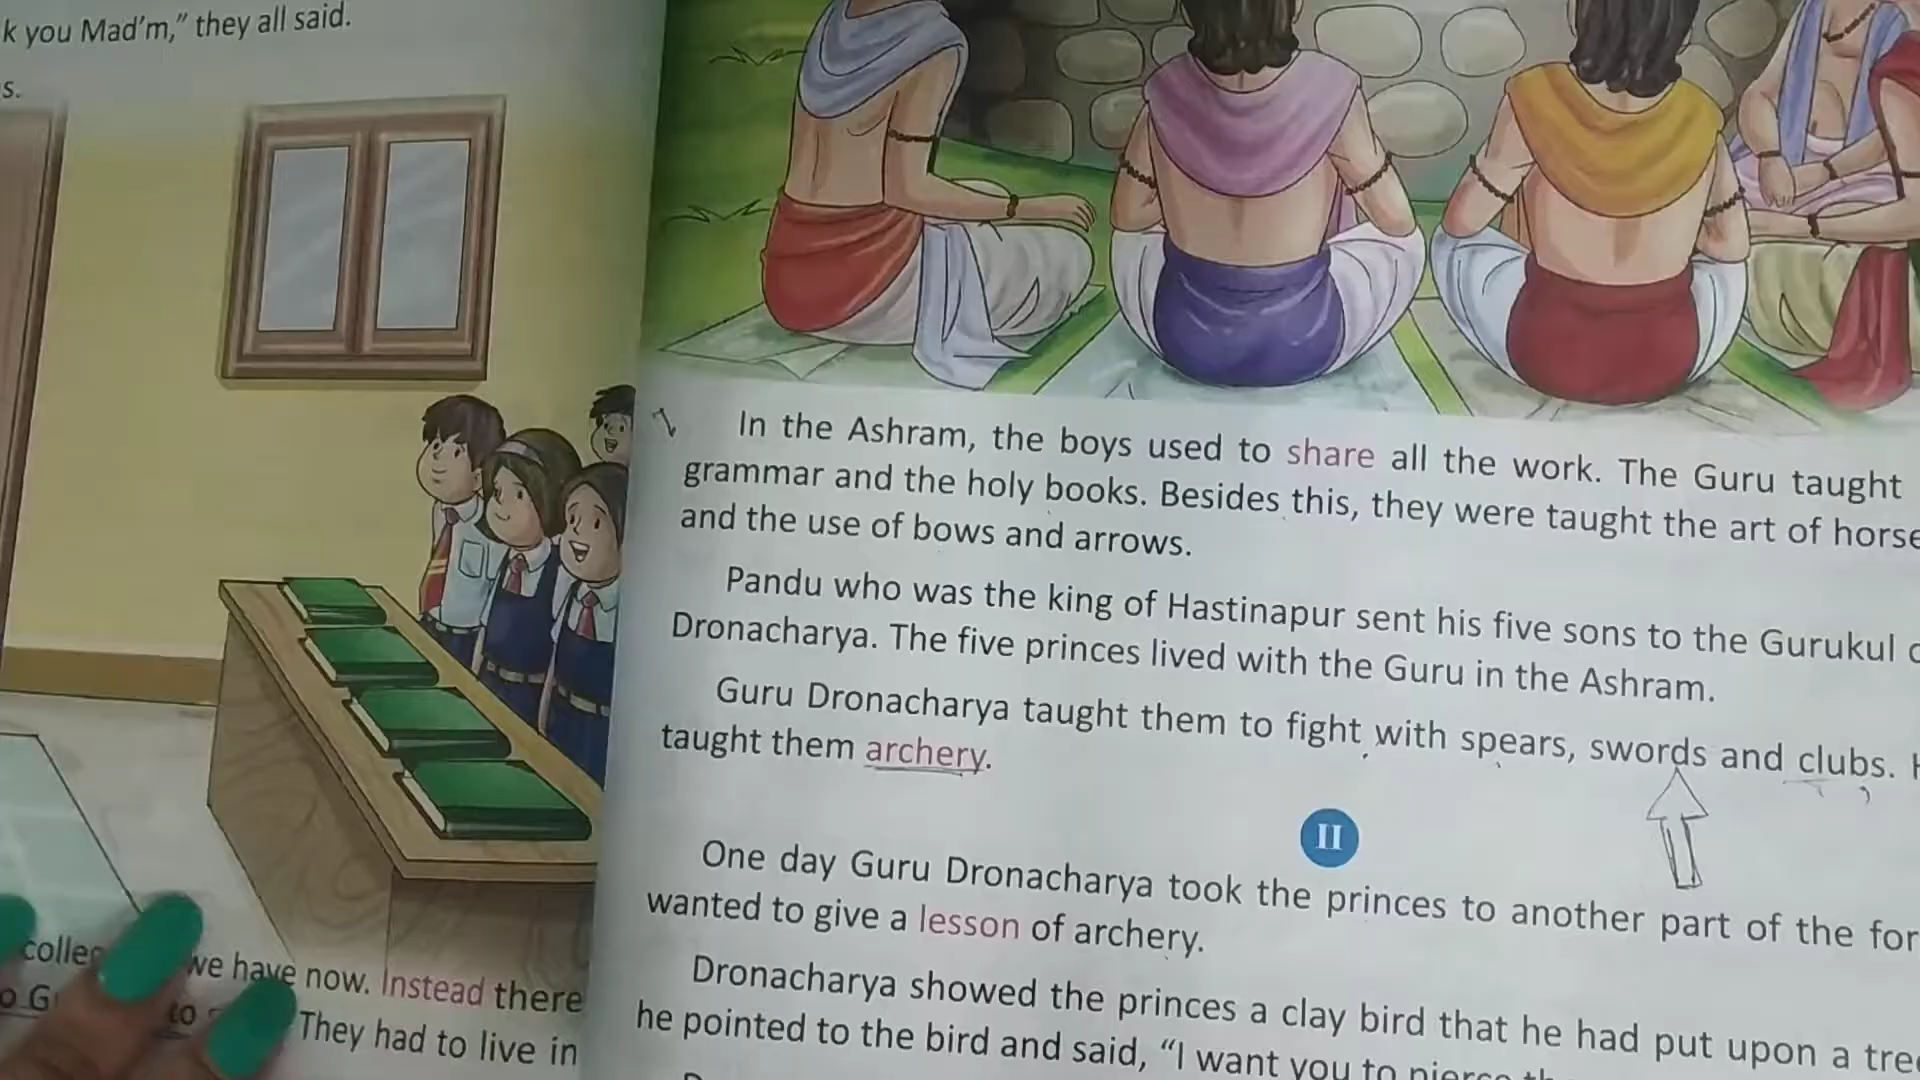 k you Mad'm," they all said.
s.
we have now. Instead there
to
They had to live in
In the Ashram, the boys used to share all the work. The Guru taught
grammar and the holy books. Besides this, they were taught the art of horse
and the use of bows and arrows.
Pandu who was the king of Hastinapur sent his five sons to the Gurukul
Dronacharya. The five princes lived with the Guru in the Ashram.
Guru Dronacharya taught them to fight with spears, swords and clubs.
taught them archery.
II
One day Guru Dronacharya took the princes to another part of the for
wanted to give a lesson of archery.
Dronacharya showed the princes a clay bird that he had put upon a tree
he pointed to the bird and said, "I want you to pierce